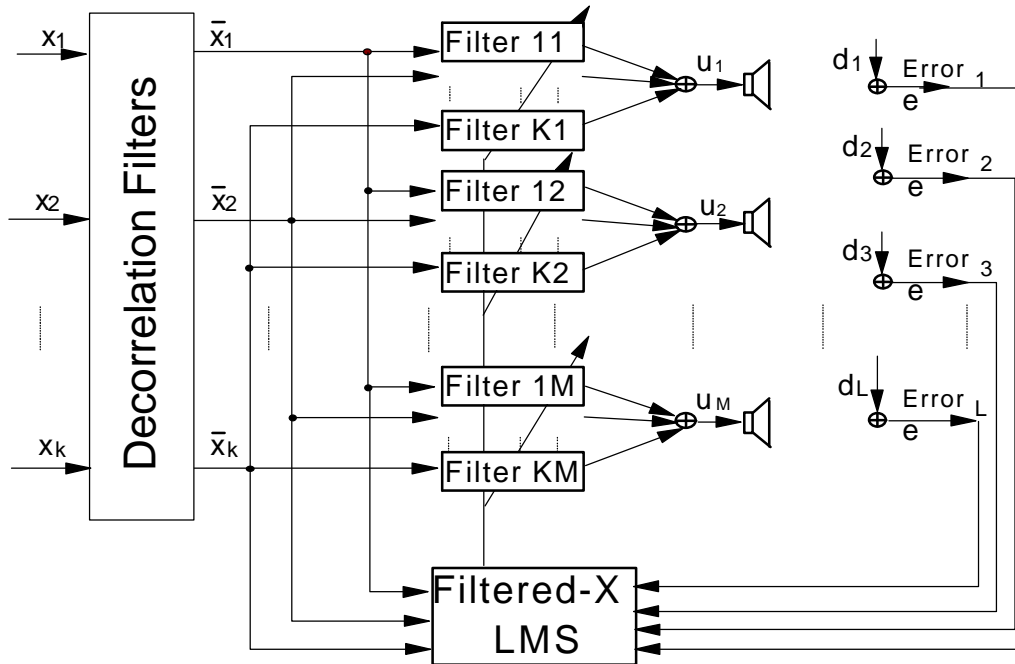 x1
x̄1
Filter 11
u1
d1
Error 1
e
Filter K1
d2
Error 2
e
Decorrelation Filters
x2
x̄2
Filter 12
u2
Filter K2
d3
Error 3
e
Filter 1M
uM
dL
Error L
e
xk
x̄k
Filter KM
Filtered-X
LMS